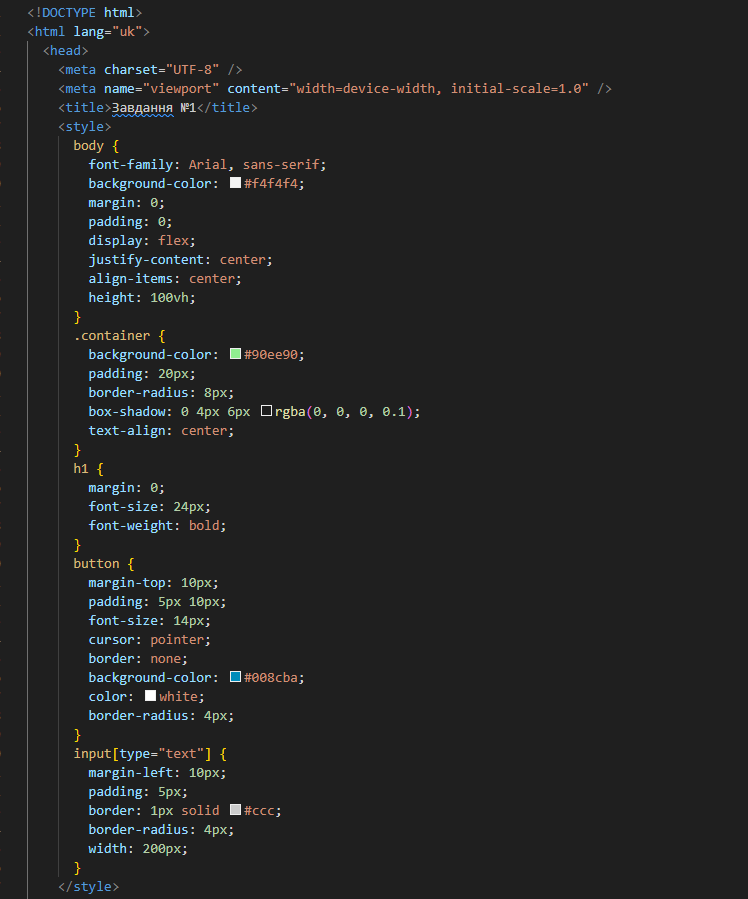 <!DOCTYPE html>
<html lang="uk">
<head>
<meta charset="UTF-8" />
<meta name="viewport" content="width=device-width, initial-scale=1.0" />
<title>Завдання №1</title>
<style>
body {
font-family: Arial, sans-serif;
background-color: #f4f4f4;
margin: 0;
padding: 0;
display: flex;
justify-content: center;
align-items: center;
height: 100vh;
}
.container {
background-color: #90ee90;
padding: 20px;
border-radius: 8px;
box-shadow: 0 4px 6px rgba(0, 0, 0, 0.1);
text-align: center;
}
h1 {
margin: 0;
font-size: 24px;
font-weight: bold;
}
button {
margin-top: 10px;
padding: 5px 10px;
font-size: 14px;
cursor: pointer;
border: none;
background-color: #008cba;
color: white;
border-radius: 4px;
}
input[type="text"] {
margin-left: 10px;
padding: 5px;
border: 1px solid #ccc;
border-radius: 4px;
width: 200px;
}
</style>